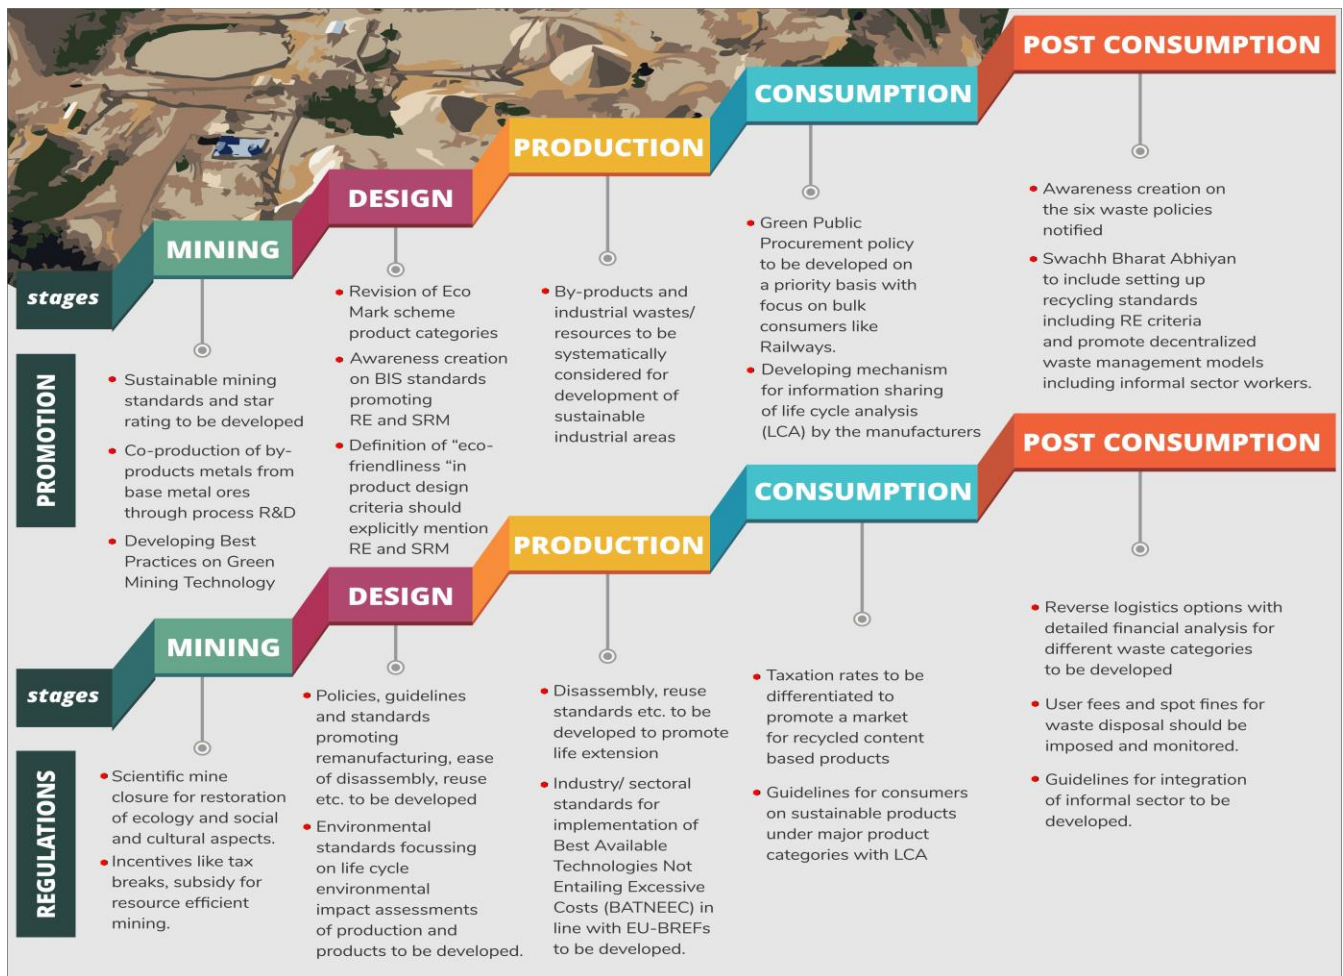 stages
MINING
DESIGN
PRODUCTION
CONSUMPTION
POST CONSUMPTION
PROMOTION
• Sustainable mining
standards and star
rating to be developed
• Co-production of by-
products metals from
base metal ores
through process R&D
• Developing Best
Practices on Green
Mining Technology
• Revision of Eco
Mark scheme
product categories
• Awareness creation
on BIS standards
promoting
RE and SRM
• Definition of “eco-
friendliness “in
product design
criteria should
explicitly mention
RE and SRM
• By-products and
industrial wastes/
resources to be
systematically
considered for
development of
sustainable
industrial areas
• Green Public
Procurement policy
to be developed on
a priority basis with
focus on bulk
consumers like
Railways.
• Developing mechanism
for information sharing
of life cycle analysis
(LCA) by the manufacturers
• Awareness creation on
the six waste policies
notified
• Swachh Bharat Abhiyan
to include setting up
recycling standards
including RE criteria
and promote decentralized
waste management models
including informal sector workers.
stages
MINING
DESIGN
PRODUCTION
CONSUMPTION
POST CONSUMPTION
REGULATIONS
• Scientific mine
closure for restoration
of ecology and social
and cultural aspects.
• Incentives like tax
breaks, subsidy for
resource efficient
mining.
• Policies, guidelines
and standards
promoting
remanufacturing, ease
of disassembly, reuse
etc. to be developed
• Environmental
standards focussing
on life cycle
environmental
impact assessments
of production and
products to be developed.
• Disassembly, reuse
standards etc. to be
developed to promote
life extension
• Industry/ sectoral
standards for
implementation of
Best Available
Technologies Not
Entailing Excessive
Costs (BATNEEC) in
line with EU-BREFs
to be developed.
• Taxation rates to be
differentiated to
promote a market
for recycled content
based products
• Guidelines for consumers
on sustainable products
under major product
categories with LCA
• Reverse logistics options with
detailed financial analysis for
different waste categories
to be developed
• User fees and spot fines for
waste disposal should be
imposed and monitored.
• Guidelines for integration
of informal sector to be
developed.